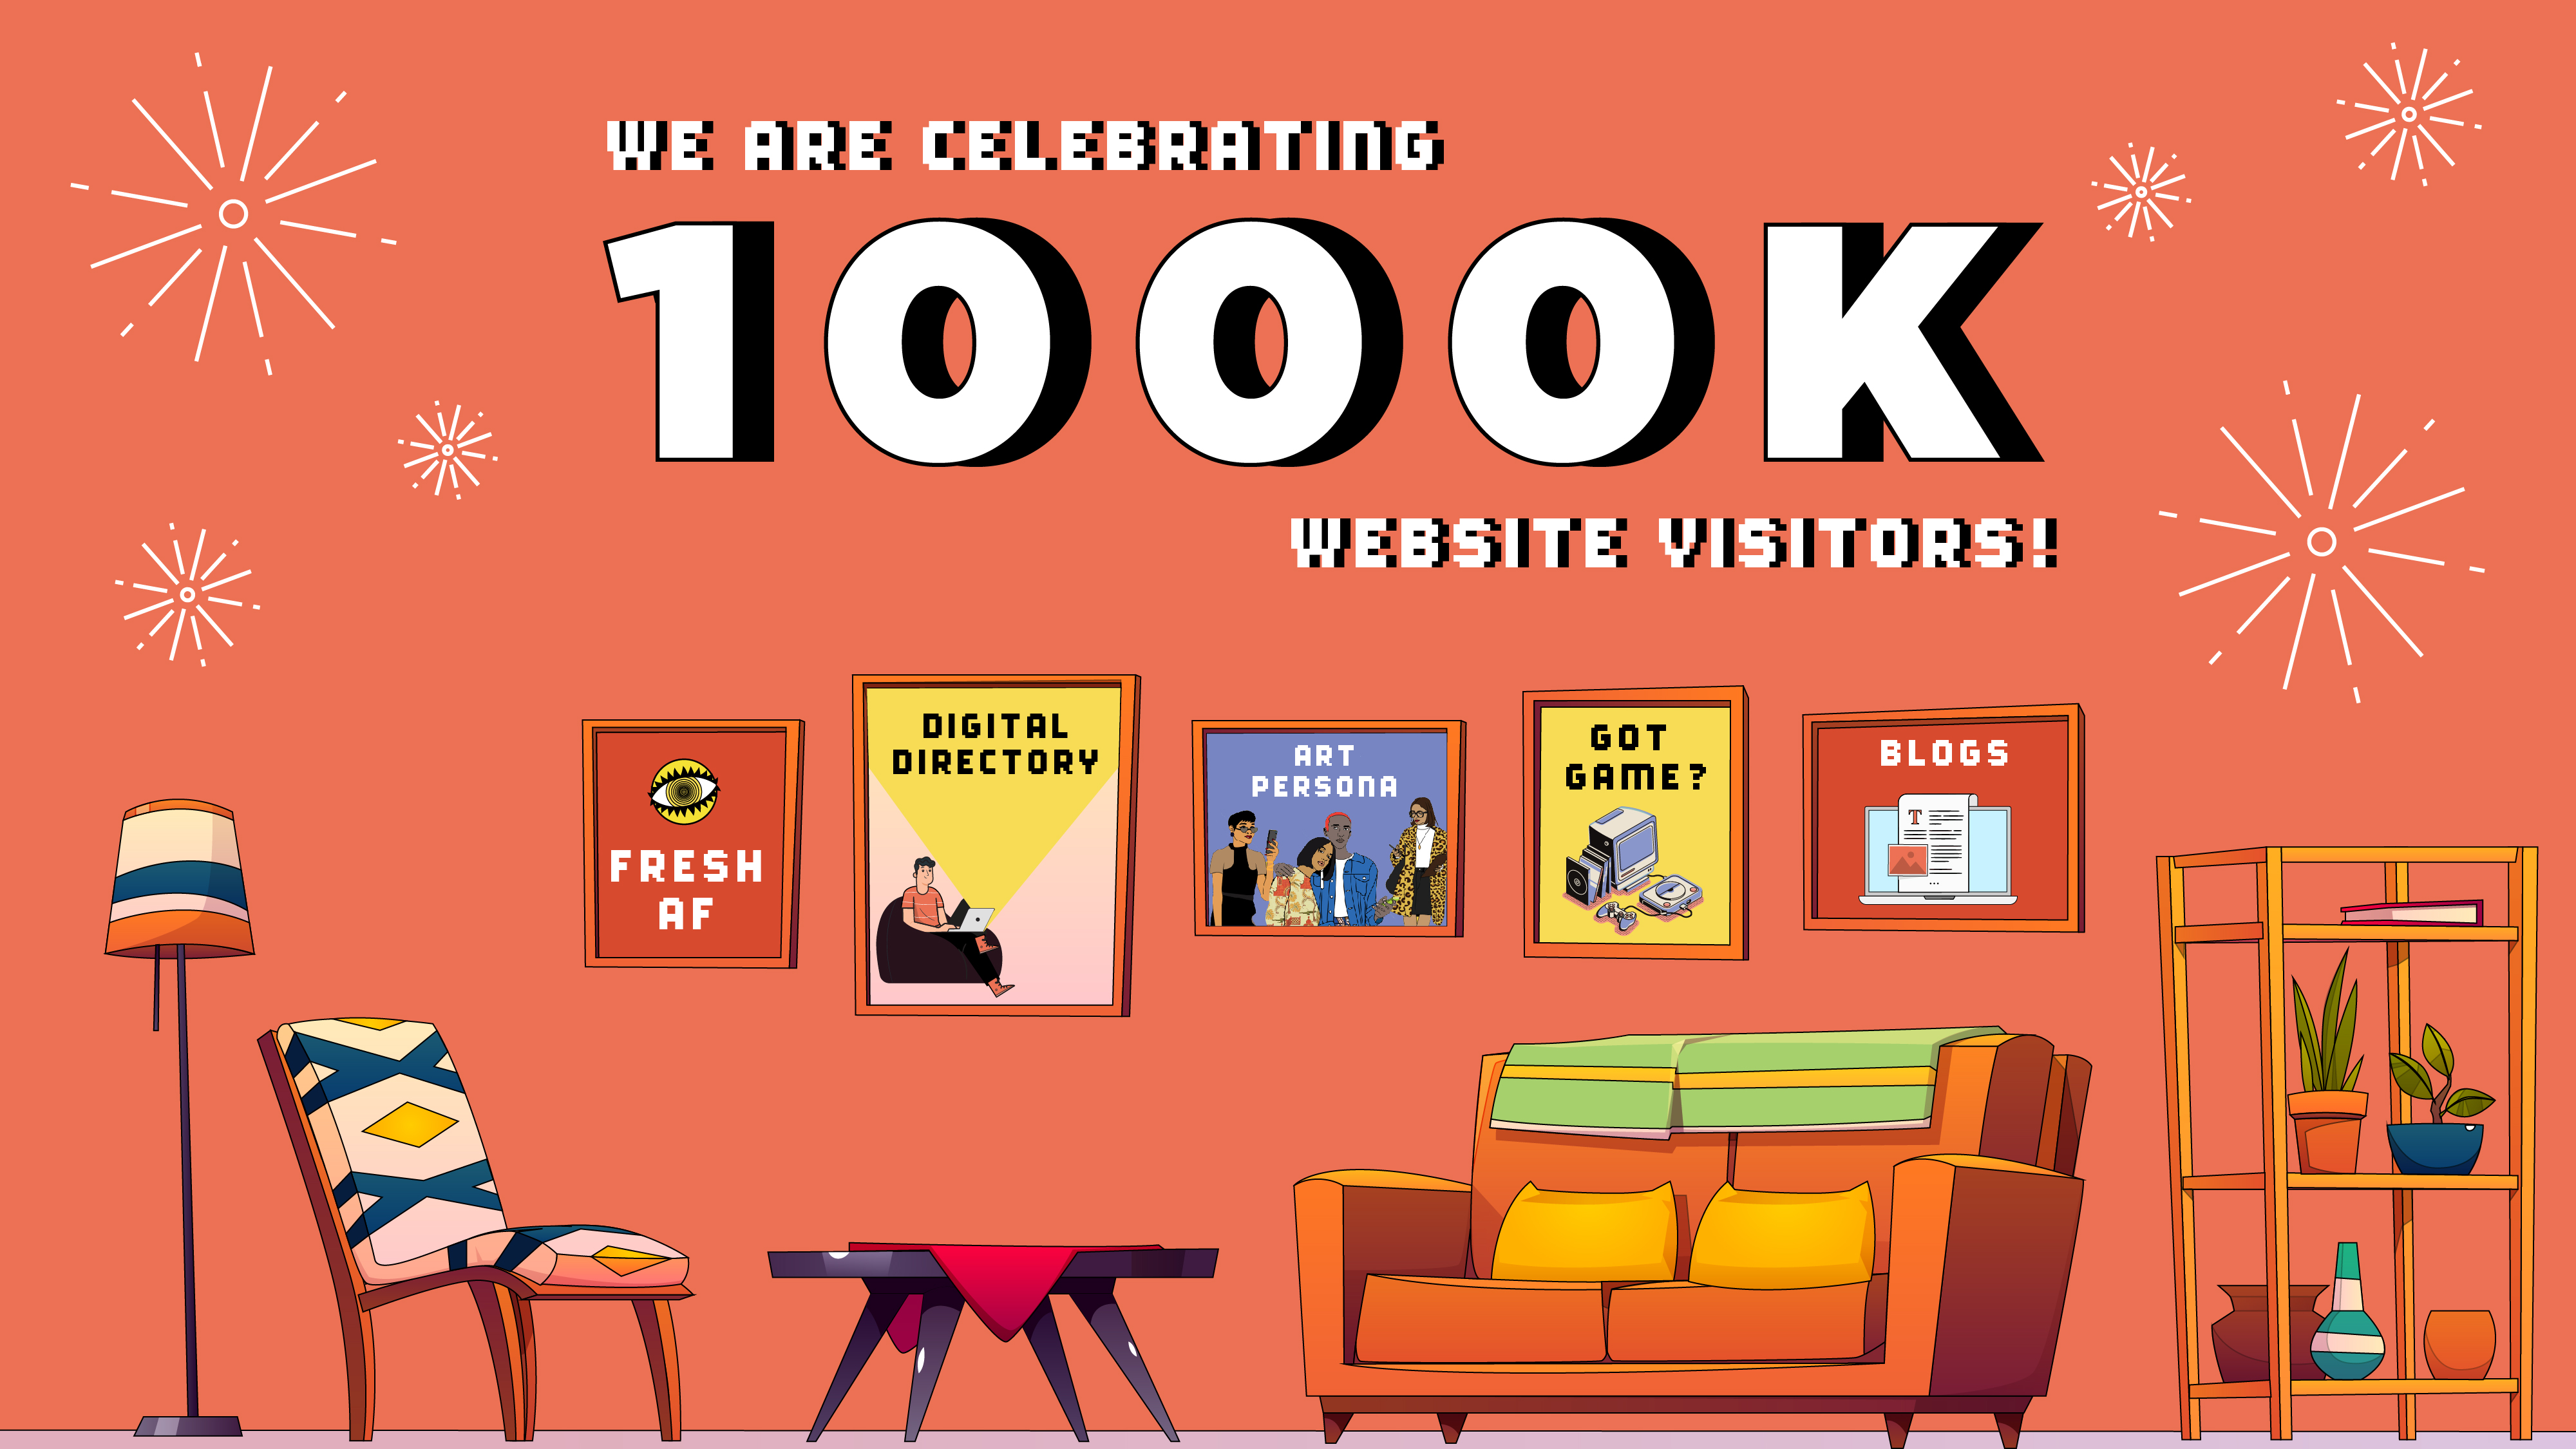 WE ARE CELEBRATING
1000K
WEBSITE VISITORS!
FRESH
AF
DIGITAL
DIRECTORY
ART
PERSONA
GOT
GAME?
BLOGS
T